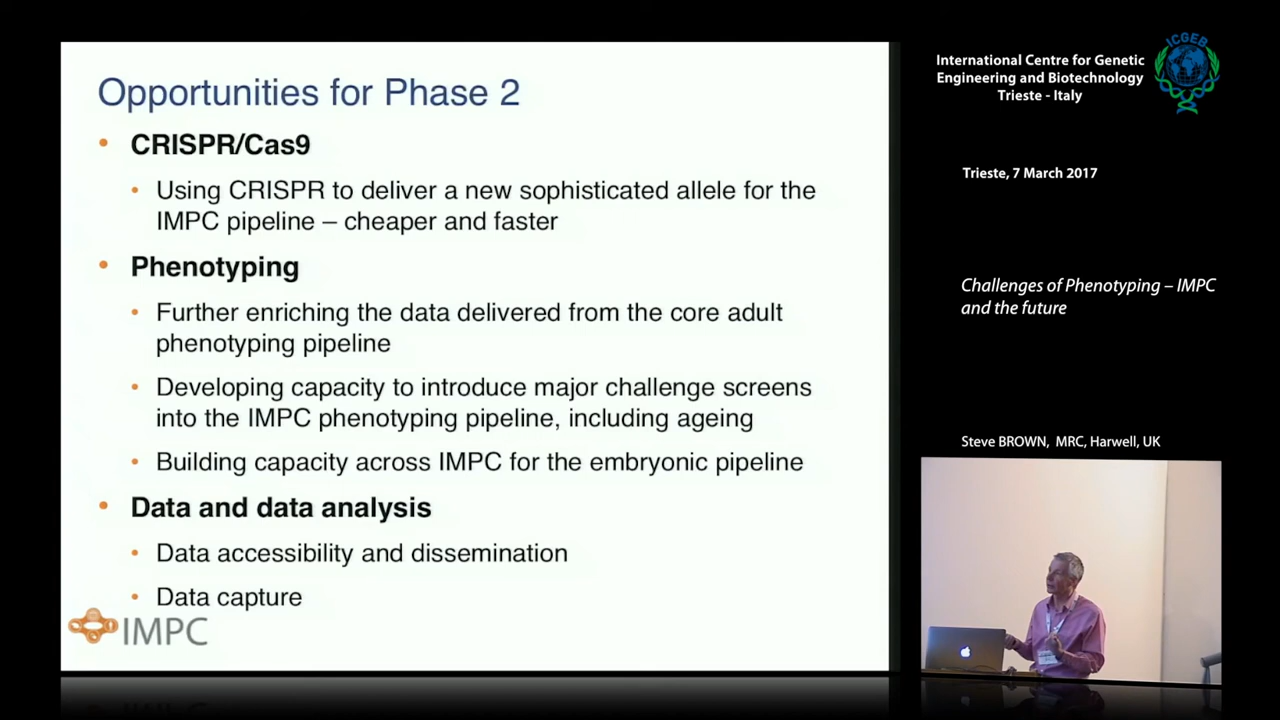 Opportunities for Phase 2
• CRISPR/Cas9
• Using CRISPR to deliver a new sophisticated allele for the
IMPC pipeline – cheaper and faster
• Phenotyping
• Further enriching the data delivered from the core adult
phenotyping pipeline
• Developing capacity to introduce major challenge screens
into the IMPC phenotyping pipeline, including ageing
• Building capacity across IMPC for the embryonic pipeline
• Data and data analysis
• Data accessibility and dissemination
• Data capture
IMPC
International Centre for Genetic
Engineering and Biotechnology
Trieste - Italy
ICGEB
Trieste, 7 March 2017
Challenges of Phenotyping – IMPC
and the future
Steve BROWN, MRC, Harwell, UK